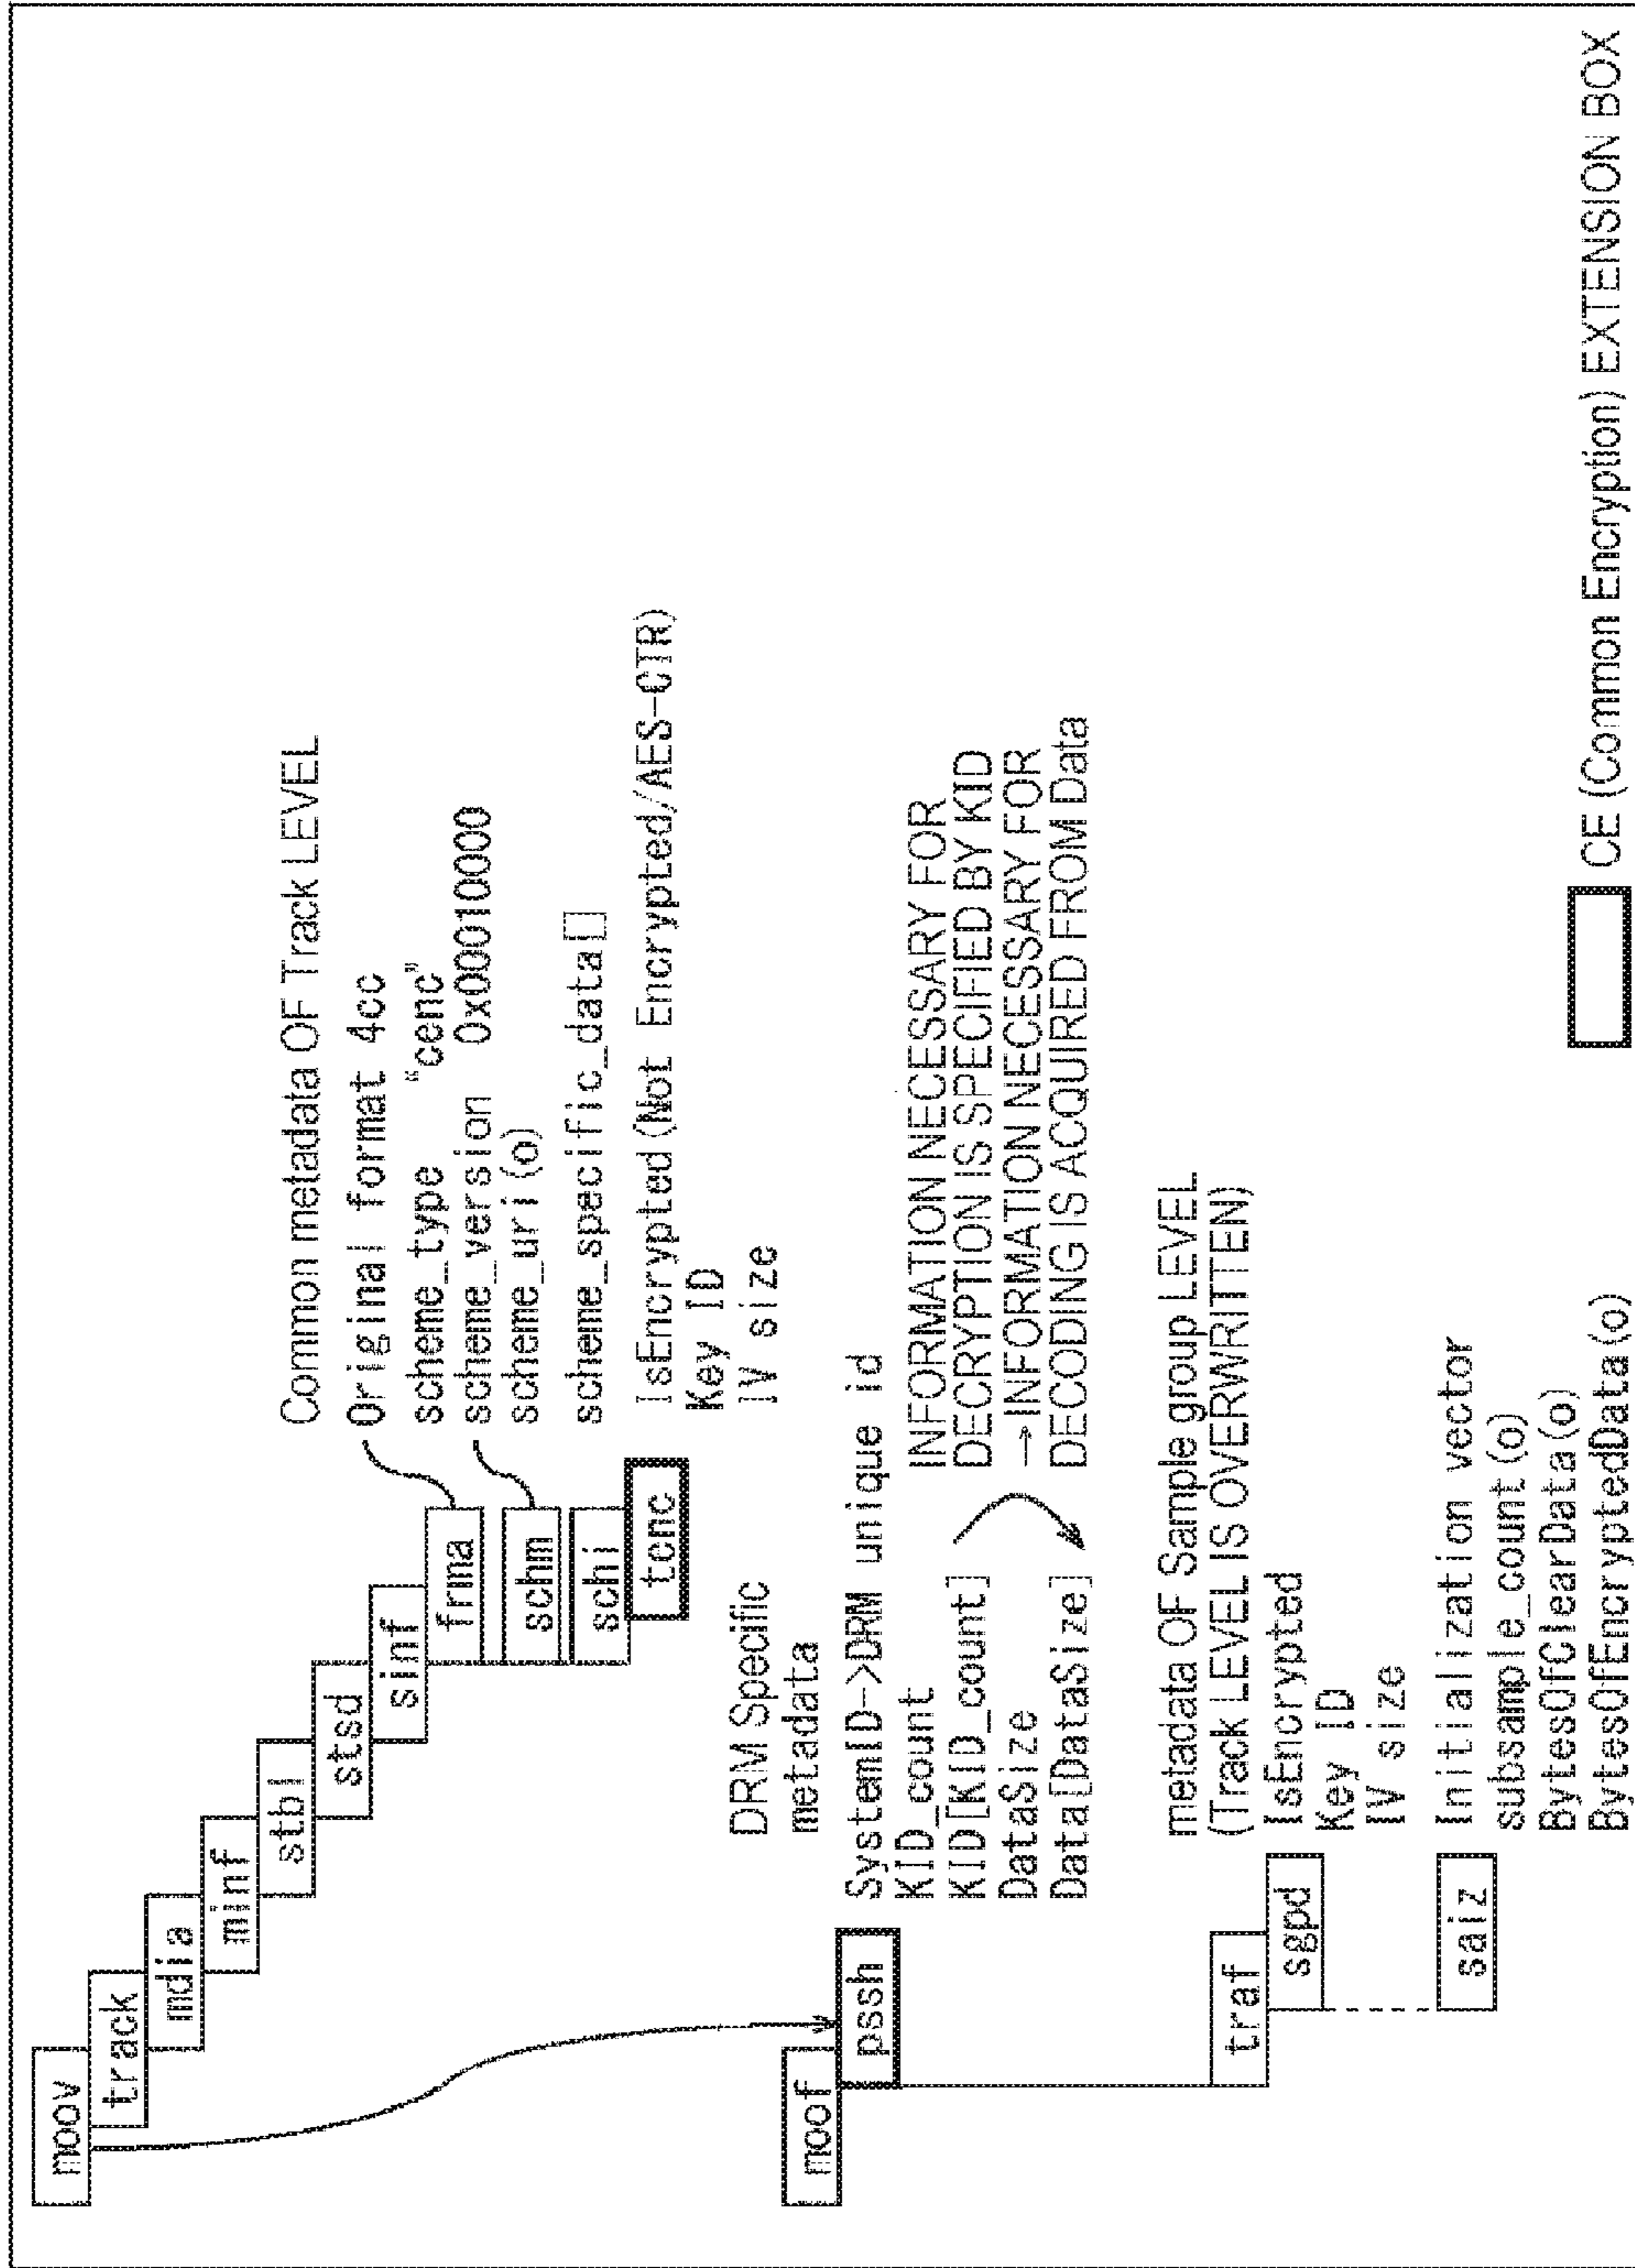 moov
track
mdia
minf
stbl
stsd
sinf
frma
schm
schi
tenc
Common metadata OF Track LEVEL
Original format 4cc
scheme_type “cenc”
scheme_version 0x00010000
scheme_uri(o)
scheme_specific_data[]
IsEncrypted(Not Encrypted/AES-CTR)
Key ID
IV size
DRM Specific
metadata
moof
pssh
SystemID->DRM unique id
KID_count
KID[KID_count]
DataSize
Data[DataSize]
INFORMATION NECESSARY FOR
DECRYPTION IS SPECIFIED BY KID
→INFORMATION NECESSARY FOR
DECODING IS ACQUIRED FROM Data
metadata OF Sample group LEVEL
(Track LEVEL IS OVERWRITTEN)
traf
sgpd
IsEncrypted
Key ID
IV size
saiz
Initialization vector
subsample_count(o)
BytesOfClearData(o)
BytesOfEncryptedData(o)
CE (Common Encryption) EXTENSION BOX